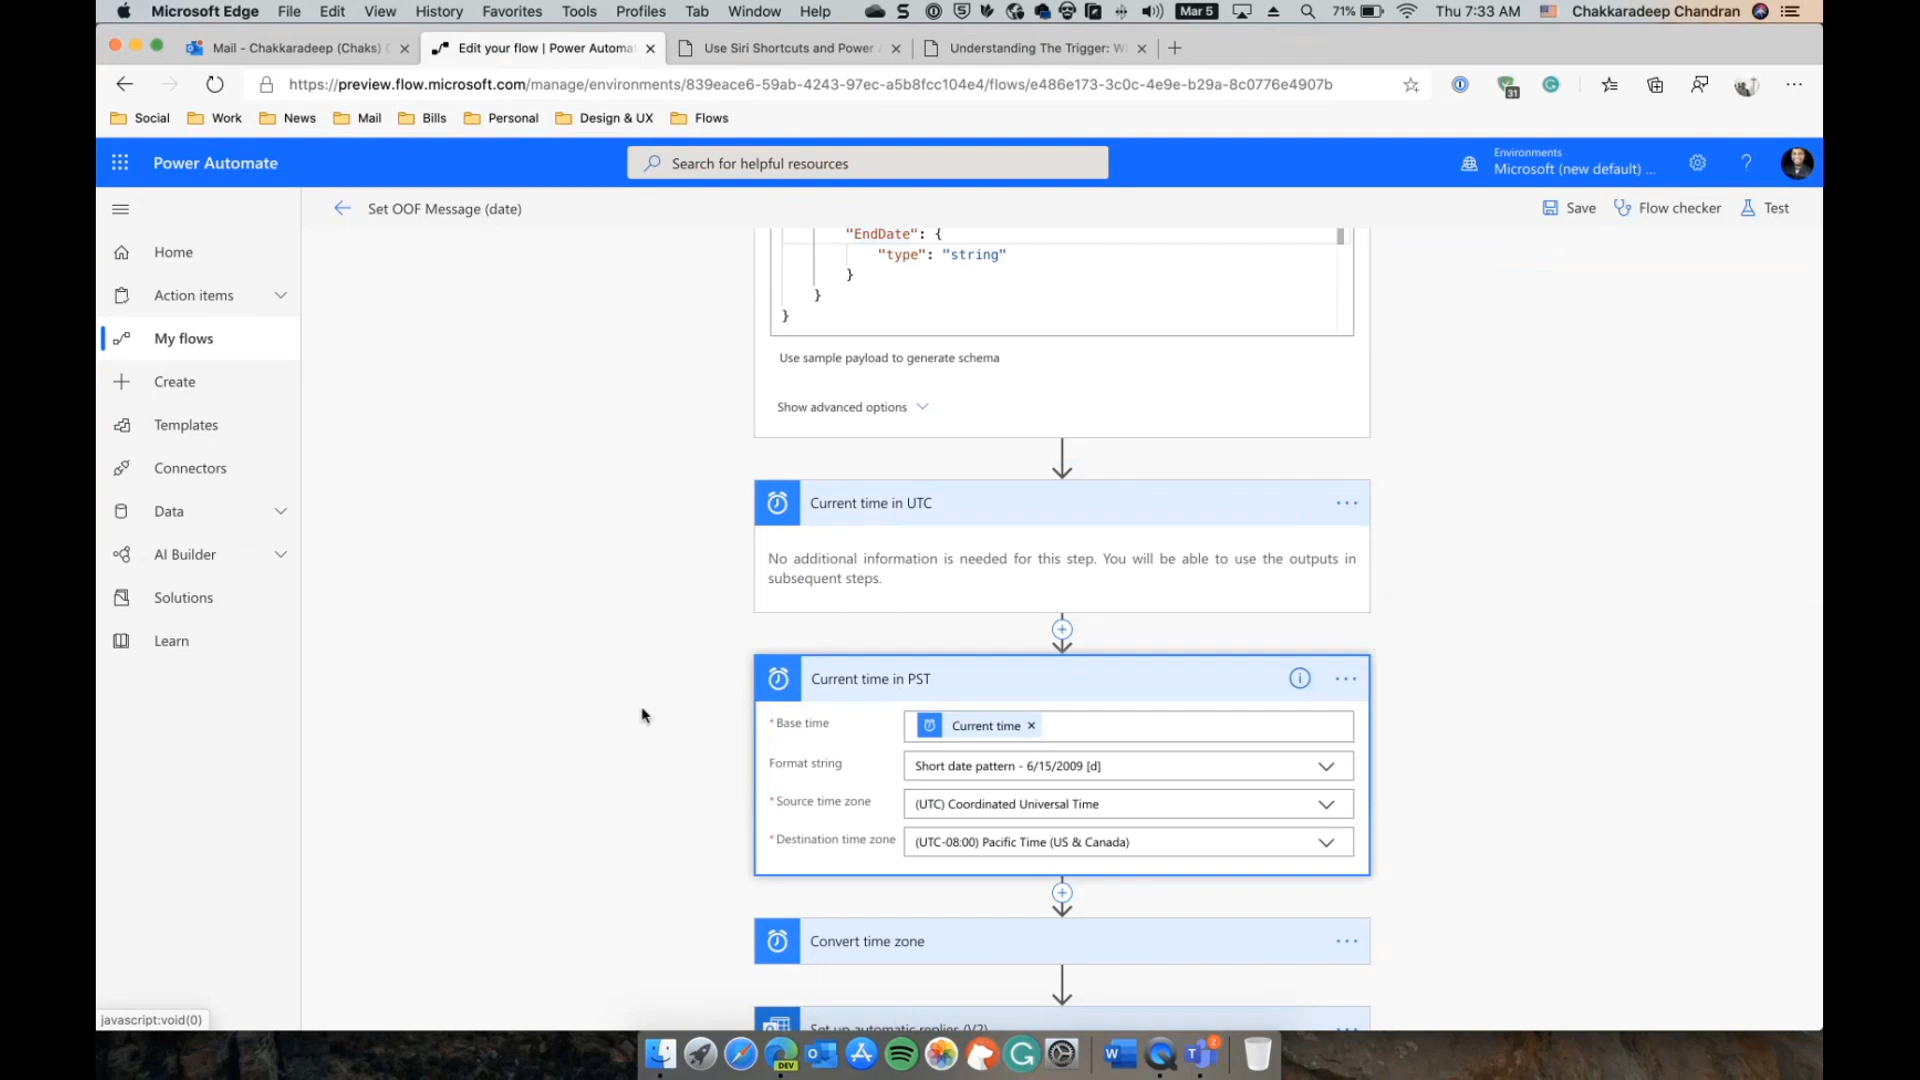 Microsoft Edge File Edit View History Favorites Tools Profiles Tab Window Help Mar 5 71% Thu 7:33 AM Chakkaradeep Chandran
Mail - Chakkaradeep (Chaks) Edit your flow | Power Automa Use Siri Shortcuts and Power Understanding The Trigger: W
https://preview.flow.microsoft.com/manage/environments/839eace6-59ab-4243-97ec-a5b8fcc104e4/flows/e486e173-3c0c-4e9e-b29a-8c0776e4907b
31
Social Work News Mail Bills Personal Design & UX Flows
Power Automate
Search for helpful resources
Environments
Microsoft (new default) ...
Set OOF Message (date)
Save Flow checker Test
Home
Action items
My flows
Create
Templates
Connectors
Data
AI Builder
Solutions
Learn
"EndDate": {
"type": "string"
}
}
}
Use sample payload to generate schema
Show advanced options
Current time in UTC
No additional information is needed for this step. You will be able to use the outputs in
subsequent steps.
Current time in PST
* Base time
Current time ×
Format string
Short date pattern - 6/15/2009 [d]
* Source time zone
(UTC) Coordinated Universal Time
* Destination time zone
(UTC-08:00) Pacific Time (US & Canada)
Convert time zone
Set up automatic replies (V2)
javascript:void(0)
DEV
2